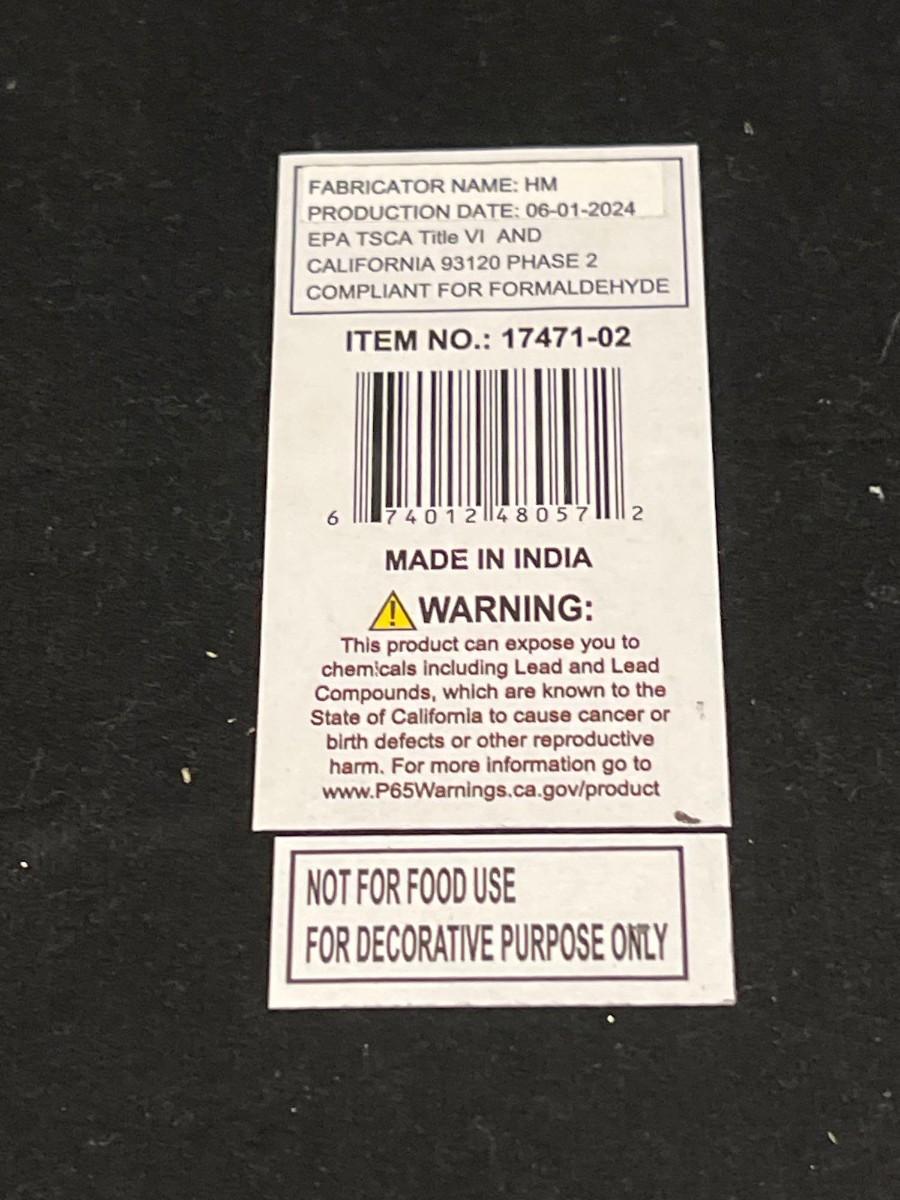 FABRICATOR NAME: HM
PRODUCTION DATE: 06-01-2024
EPA TSCA Title VI AND
CALIFORNIA 93120 PHASE 2
COMPLIANT FOR FORMALDEHYDE
ITEM NO.: 17471-02
6 74012 48057 2
MADE IN INDIA
WARNING:
This product can expose you to
chemicals including Lead and Lead
Compounds, which are known to the
State of California to cause cancer or
birth defects or other reproductive
harm. For more information go to
www.P65Warnings.ca.gov/product
NOT FOR FOOD USE
FOR DECORATIVE PURPOSE ONLY